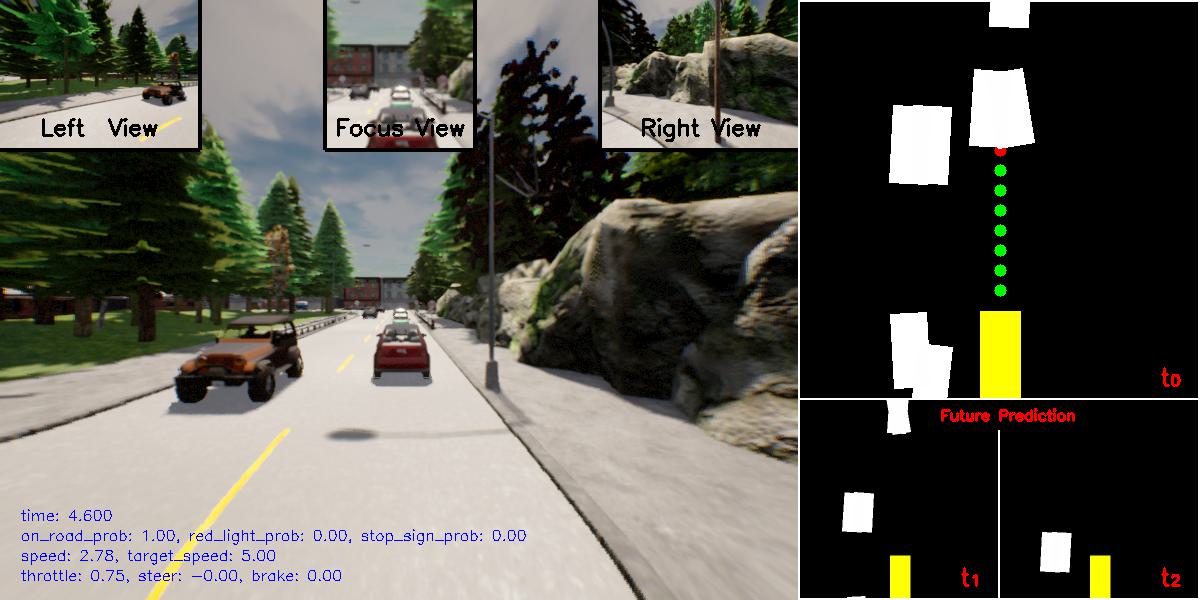 Left View
Focus View
Right View
t0
Future Prediction
t1
t2
time: 4.600
on_road_prob: 1.00, red_light_prob: 0.00, stop_sign_prob: 0.00
speed: 2.78, target_speed: 5.00
throttle: 0.75, steer: -0.00, brake: 0.00